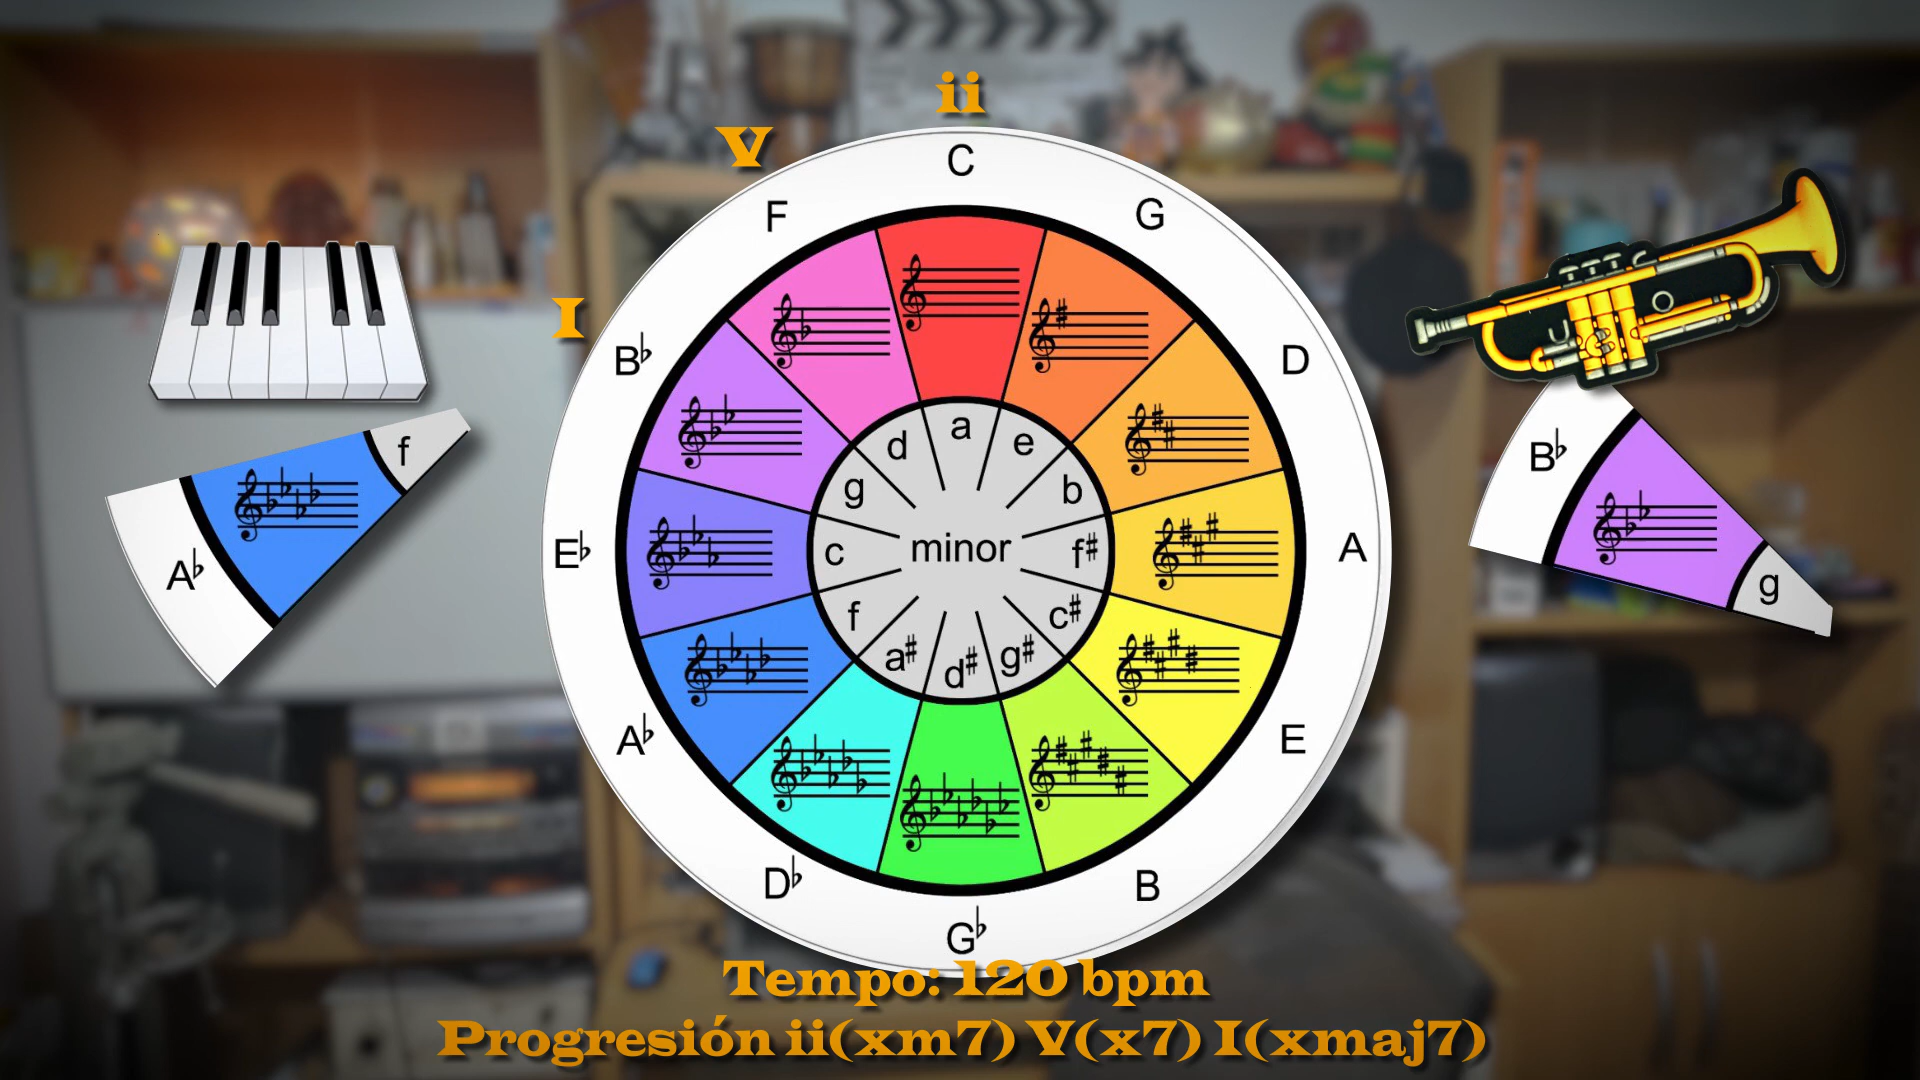 ii
V
C
F
G
I
B♭
D
f
a
d
e
B♭
g
b
E♭
c
minor
f♯
A
A♭
g
f
c♯
a♯
d♯
g♯
A♭
E
D♭
B
G♭
Tempo: 120 bpm
Progresión ii(xm7) V(x7) I(xmaj7)